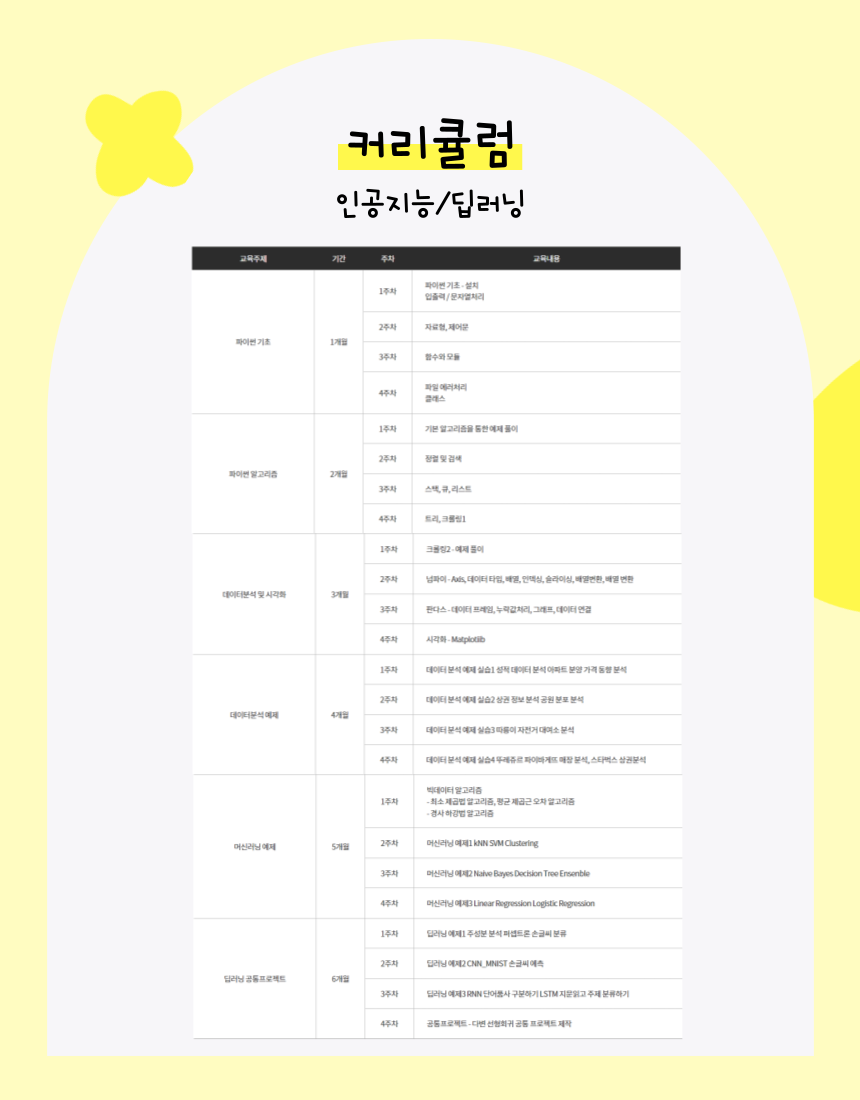 커리큘럼
인공지능/딥러닝
교육주제 기간 주차 교육내용
파이썬 기초 1개월
1주차 파이썬 기초 - 설치
입출력 / 문자열처리
2주차 자료형, 제어문
3주차 함수와 모듈
4주차 파일 에러처리
클래스
파이썬 알고리즘 2개월
1주차 기본 알고리즘을 통한 예제 풀이
2주차 정렬 및 검색
3주차 스택, 큐, 리스트
4주차 트리, 크롤링1
데이터분석 및 시각화 3개월
1주차 크롤링2 - 예제 풀이
2주차 넘파이 - Axis, 데이터 타입, 배열, 인덱싱, 슬라이싱, 배열변환, 배열 변환
3주차 판다스 - 데이터 프레임, 누락값처리, 그래프, 데이터 연결
4주차 시각화 - Matplotlib
데이터분석 예제 4개월
1주차 데이터 분석 예제 실습1 성적 데이터 분석 아파트 분양 가격 동향 분석
2주차 데이터 분석 예제 실습2 상권 정보 분석 공원 분포 분석
3주차 데이터 분석 예제 실습3 따릉이 자전거 대여소 분석
4주차 데이터 분석 예제 실습4 뚜레쥬르 파이바게뜨 매장 분석, 스타벅스 상권분석
머신러닝 예제 5개월
1주차 빅데이터 알고리즘
- 최소 제곱법 알고리즘, 평균 제곱근 오차 알고리즘
- 경사 하강법 알고리즘
2주차 머신러닝 예제1 kNN SVM Clustering
3주차 머신러닝 예제2 Naive Bayes Decision Tree Ensenble
4주차 머신러닝 예제3 Linear Regression Logistic Regression
딥러닝 공통프로젝트 6개월
1주차 딥러닝 예제1 주성분 분석 퍼셉트론 손글씨 분류
2주차 딥러닝 예제2 CNN_MNIST 손글씨 예측
3주차 딥러닝 예제3 RNN 단어품사 구분하기 LSTM 지문읽고 주제 분류하기
4주차 공통프로젝트 - 다변 선형회귀 공통 프로젝트 제작